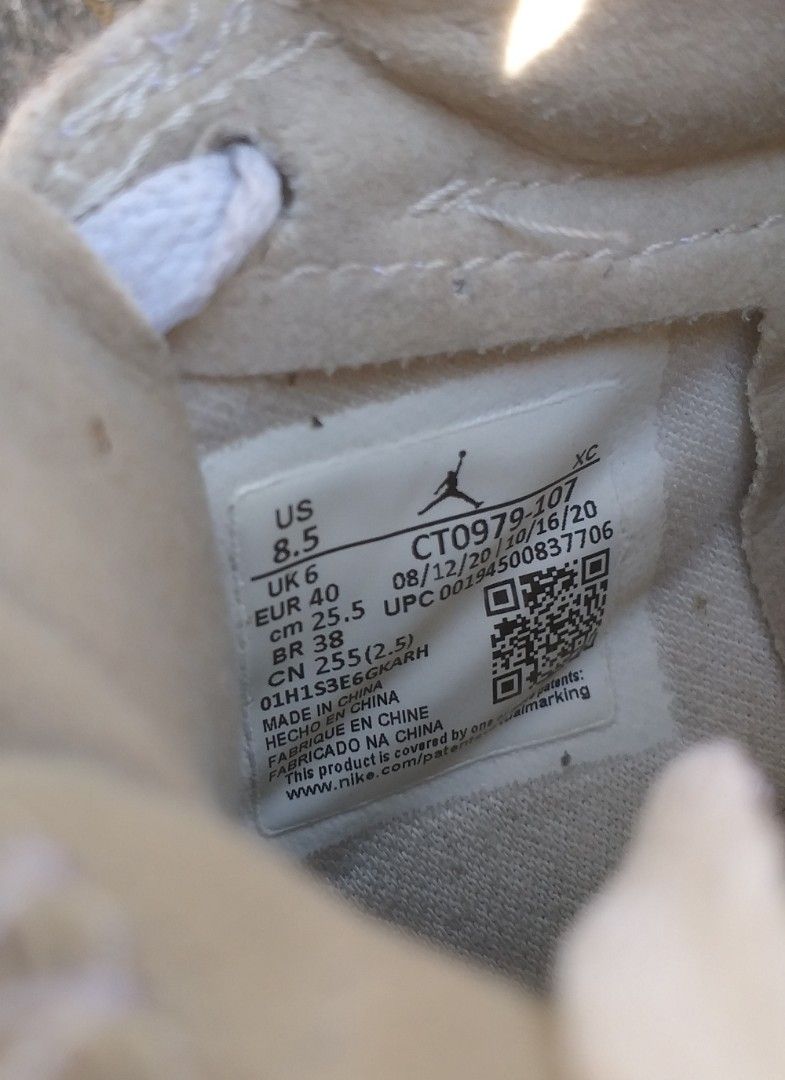 US
8.5
XC
UK 6
EUR 40
cm 25.5
BR 38
CN 255(2.5)
CT0979-107
08/12/20 10/16/20
UPC 00194500837706
01H1S3E6GKARH
MADE IN CHINA
HECHO EN CHINA
FABRIQUE EN CHINE
FABRICADO NA CHINA
This product is covered by one patents:
www.nike.com/patents